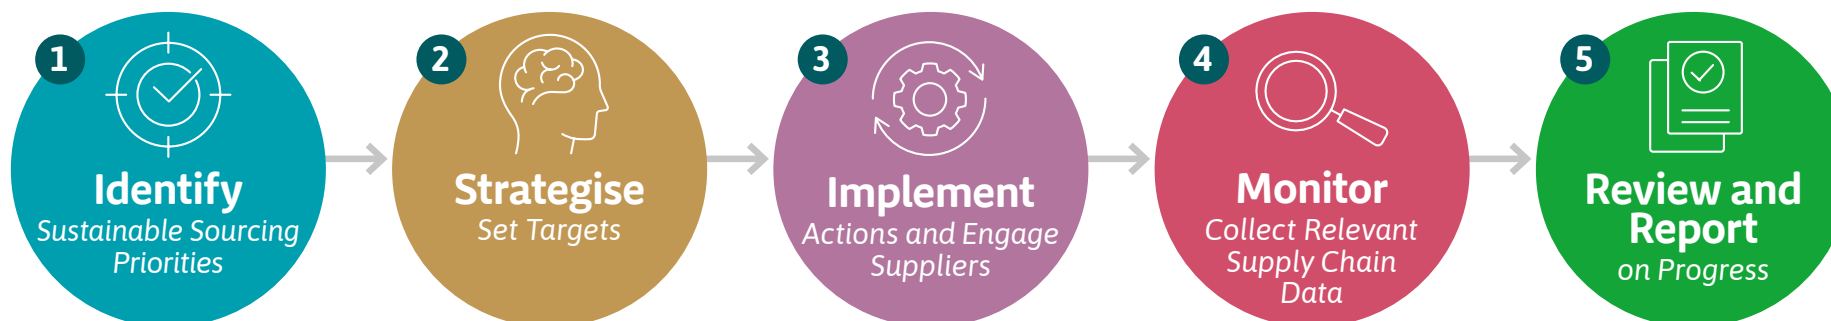 1
Identify
Sustainable Sourcing
Priorities
2
Strategise
Set Targets
3
Implement
Actions and Engage
Suppliers
4
Monitor
Collect Relevant
Supply Chain
Data
5
Review and
Report
on Progress